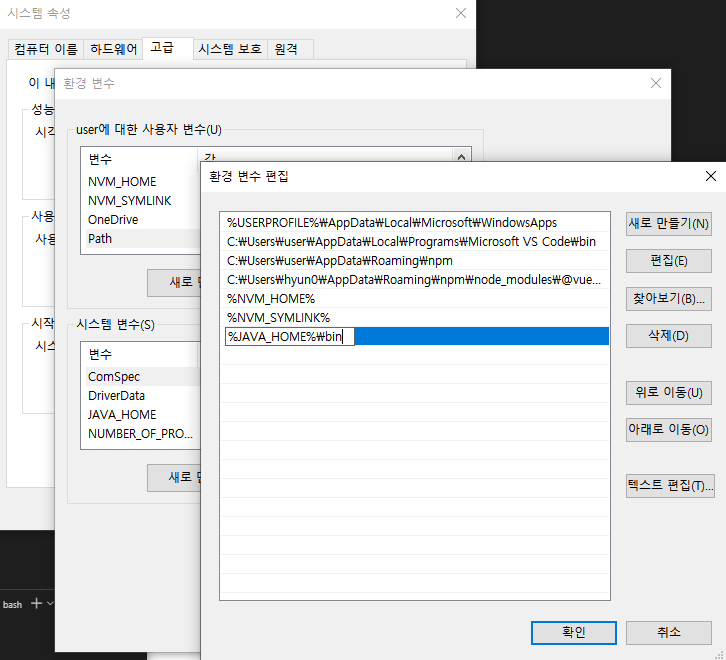 시스템 속성
컴퓨터 이름 하드웨어 고급 시스템 보호 원격
이 내
성능
시각
환경 변수
user에 대한 사용자 변수(U)
변수 값
NVM_HOME
NVM_SYMLINK
OneDrive
Path
새로 만
사용
사용
시스템 변수(S)
변수
ComSpec
DriverData
JAVA_HOME
NUMBER_OF_PRO...
새로 만
시작
시스
환경 변수 편집
%USERPROFILE%₩AppData₩Local₩Microsoft₩WindowsApps
C:₩Users₩user₩AppData₩Local₩Programs₩Microsoft VS Code₩bin
C:₩Users₩user₩AppData₩Roaming₩npm
C:₩Users₩hyun0₩AppData₩Roaming₩npm₩node_modules₩@vue...
%NVM_HOME%
%NVM_SYMLINK%
%JAVA_HOME%₩bin
새로 만들기(N)
편집(E)
찾아보기(B)...
삭제(D)
위로 이동(U)
아래로 이동(O)
텍스트 편집(T)...
확인 취소
bash